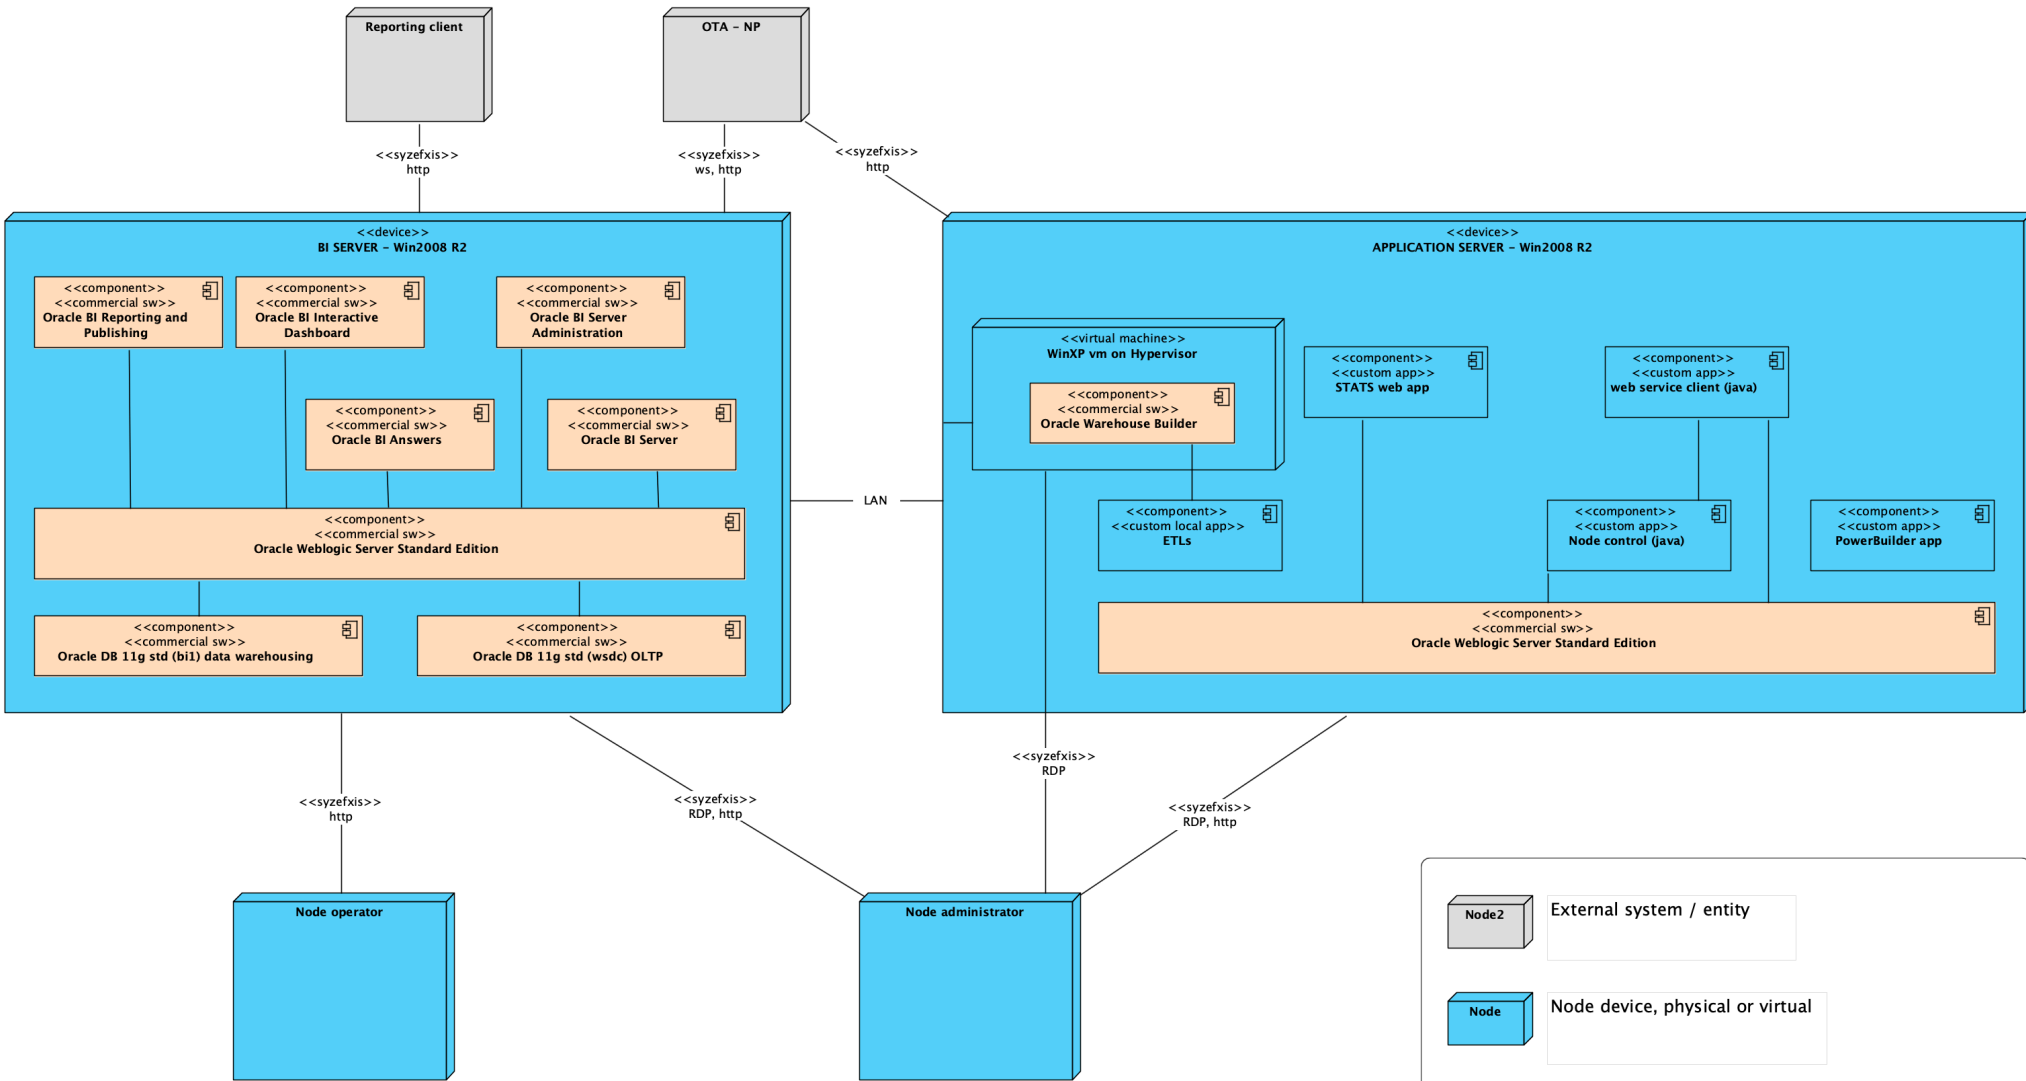 Reporting client
OTA – NP
<<syzefxis>>
http
<<syzefxis>>
ws, http
<<syzefxis>>
http
<<device>>
BI SERVER – Win2008 R2
<<component>>
<<commercial sw>>
Oracle BI Reporting and
Publishing
<<component>>
<<commercial sw>>
Oracle BI Interactive
Dashboard
<<component>>
<<commercial sw>>
Oracle BI Server
Administration
<<component>>
<<commercial sw>>
Oracle BI Answers
<<component>>
<<commercial sw>>
Oracle BI Server
<<component>>
<<commercial sw>>
Oracle Weblogic Server Standard Edition
<<component>>
<<commercial sw>>
Oracle DB 11g std (bi1) data warehousing
<<component>>
<<commercial sw>>
Oracle DB 11g std (wsdc) OLTP
LAN
<<device>>
APPLICATION SERVER – Win2008 R2
<<virtual machine>>
WinXP vm on Hypervisor
<<component>>
<<commercial sw>>
Oracle Warehouse Builder
<<component>>
<<custom app>>
STATS web app
<<component>>
<<custom app>>
web service client (java)
<<component>>
<<custom local app>>
ETLs
<<component>>
<<custom app>>
Node control (java)
<<component>>
<<custom app>>
PowerBuilder app
<<component>>
<<commercial sw>>
Oracle Weblogic Server Standard Edition
<<syzefxis>>
http
<<syzefxis>>
RDP, http
<<syzefxis>>
RDP
<<syzefxis>>
RDP, http
Node operator
Node administrator
Node2
External system / entity
Node
Node device, physical or virtual